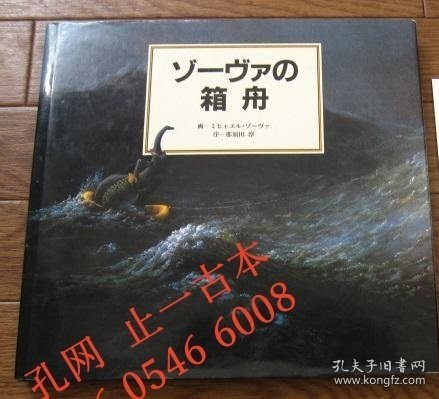 ゾーヴァの
箱舟
画—ミヒャエル・ゾーヴァ
序—那須田 淳
孔网 止一古本
6 0546 6008
孔夫子旧书网
www.kongfz.com